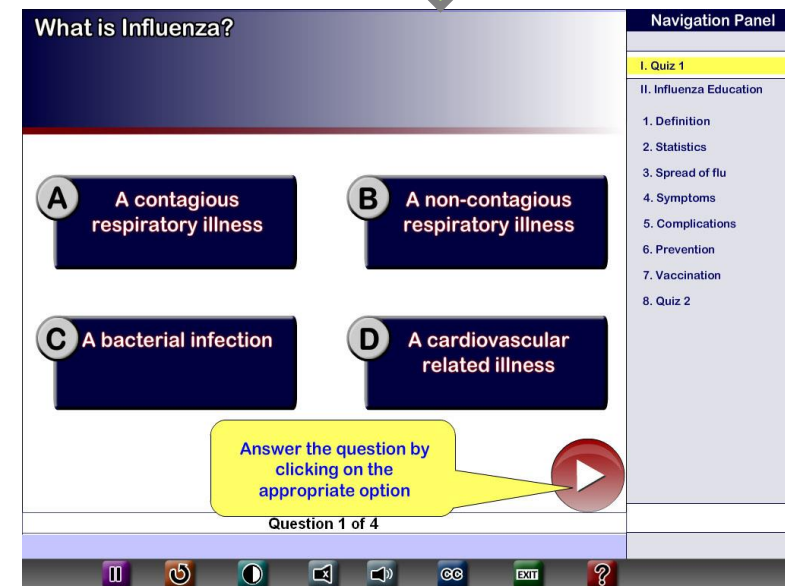 What is Influenza?
A
A contagious
respiratory illness
B
A non-contagious
respiratory illness
C
A bacterial infection
D
A cardiovascular
related illness
Answer the question by
clicking on the
appropriate option
Question 1 of 4
Navigation Panel
I. Quiz 1
II. Influenza Education
1. Definition
2. Statistics
3. Spread of flu
4. Symptoms
5. Complications
6. Prevention
7. Vaccination
8. Quiz 2
CC
EXIT
?